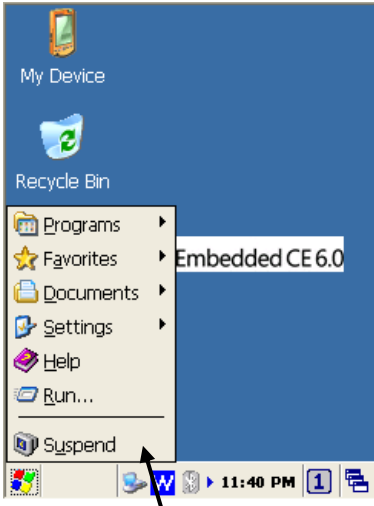 My Device
Recycle Bin
Programs
Favorites
Embedded CE 6.0
Documents
Settings
Help
Run...
Suspend
W 11:40 PM 1